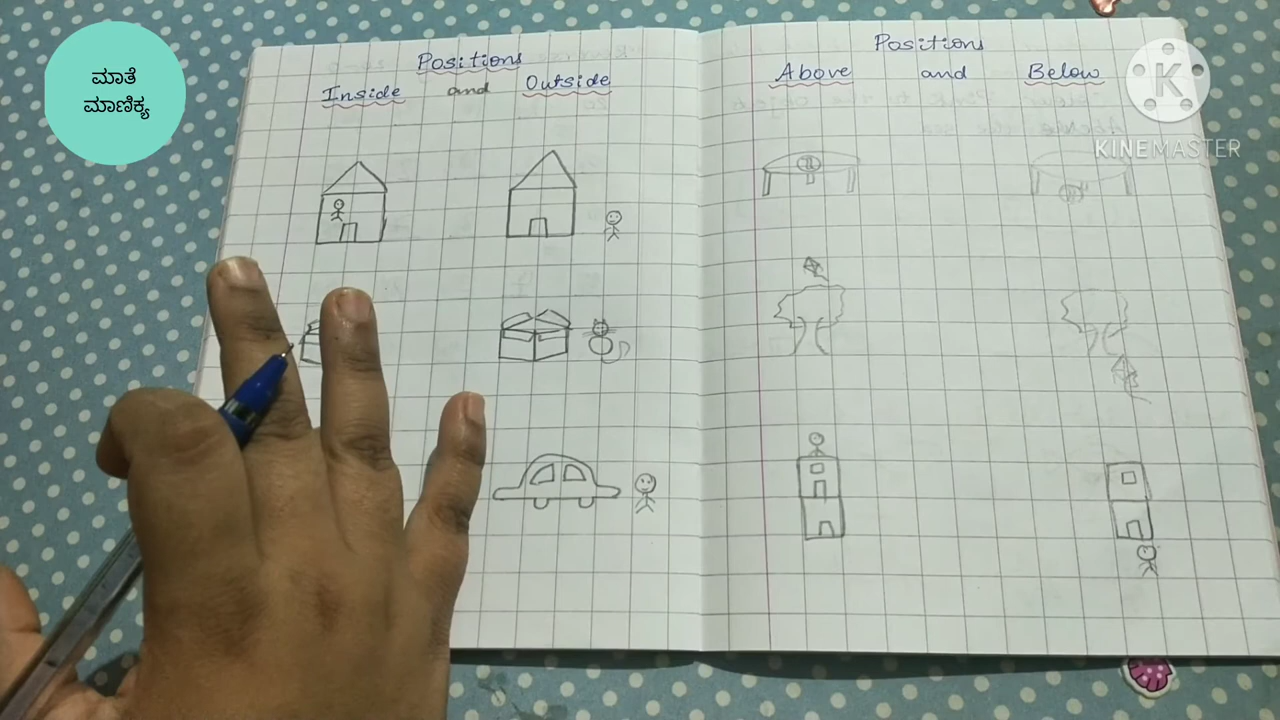 ಮಾತೆ
ಮಾಣಿಕ್ಯ
Positions
Inside and Outside
Positions
Above and Below
K
KINEMASTER